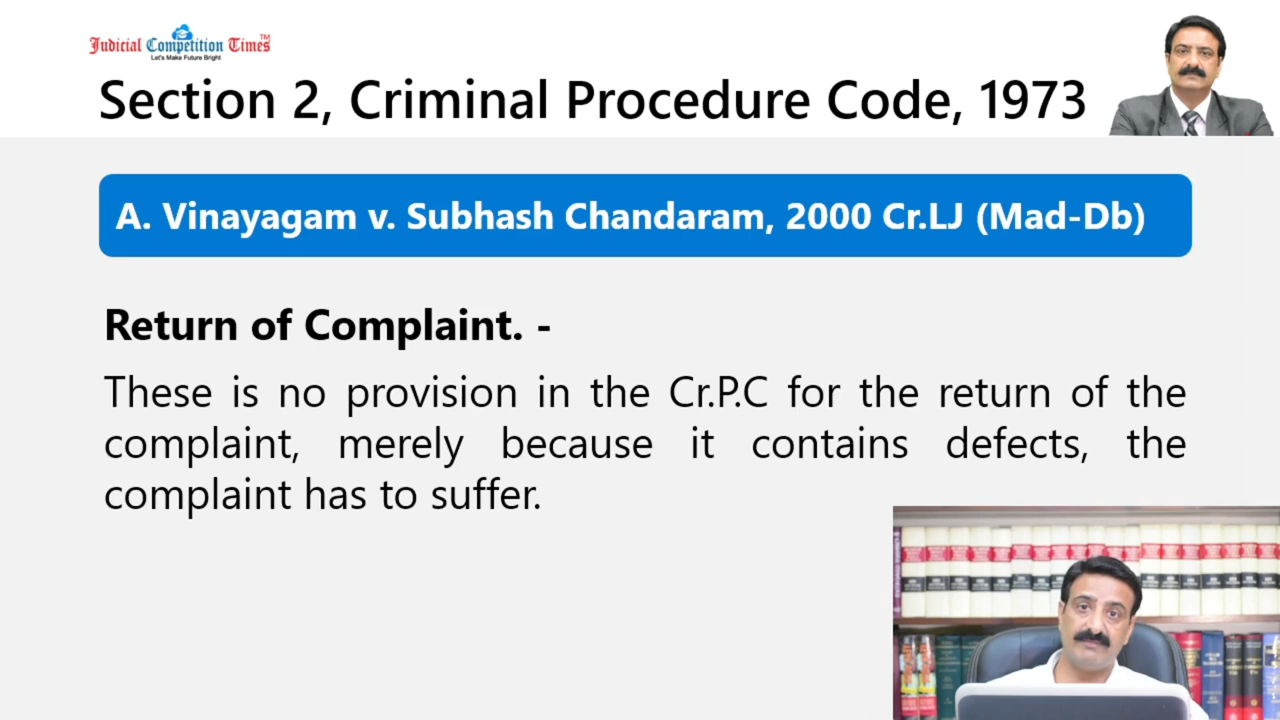 Judicial Competition Times TM
Let's Make Future Bright
Section 2, Criminal Procedure Code, 1973
A. Vinayagam v. Subhash Chandaram, 2000 Cr.LJ (Mad-Db)
Return of Complaint. -
These is no provision in the Cr.P.C for the return of the
complaint, merely because it contains defects, the
complaint has to suffer.